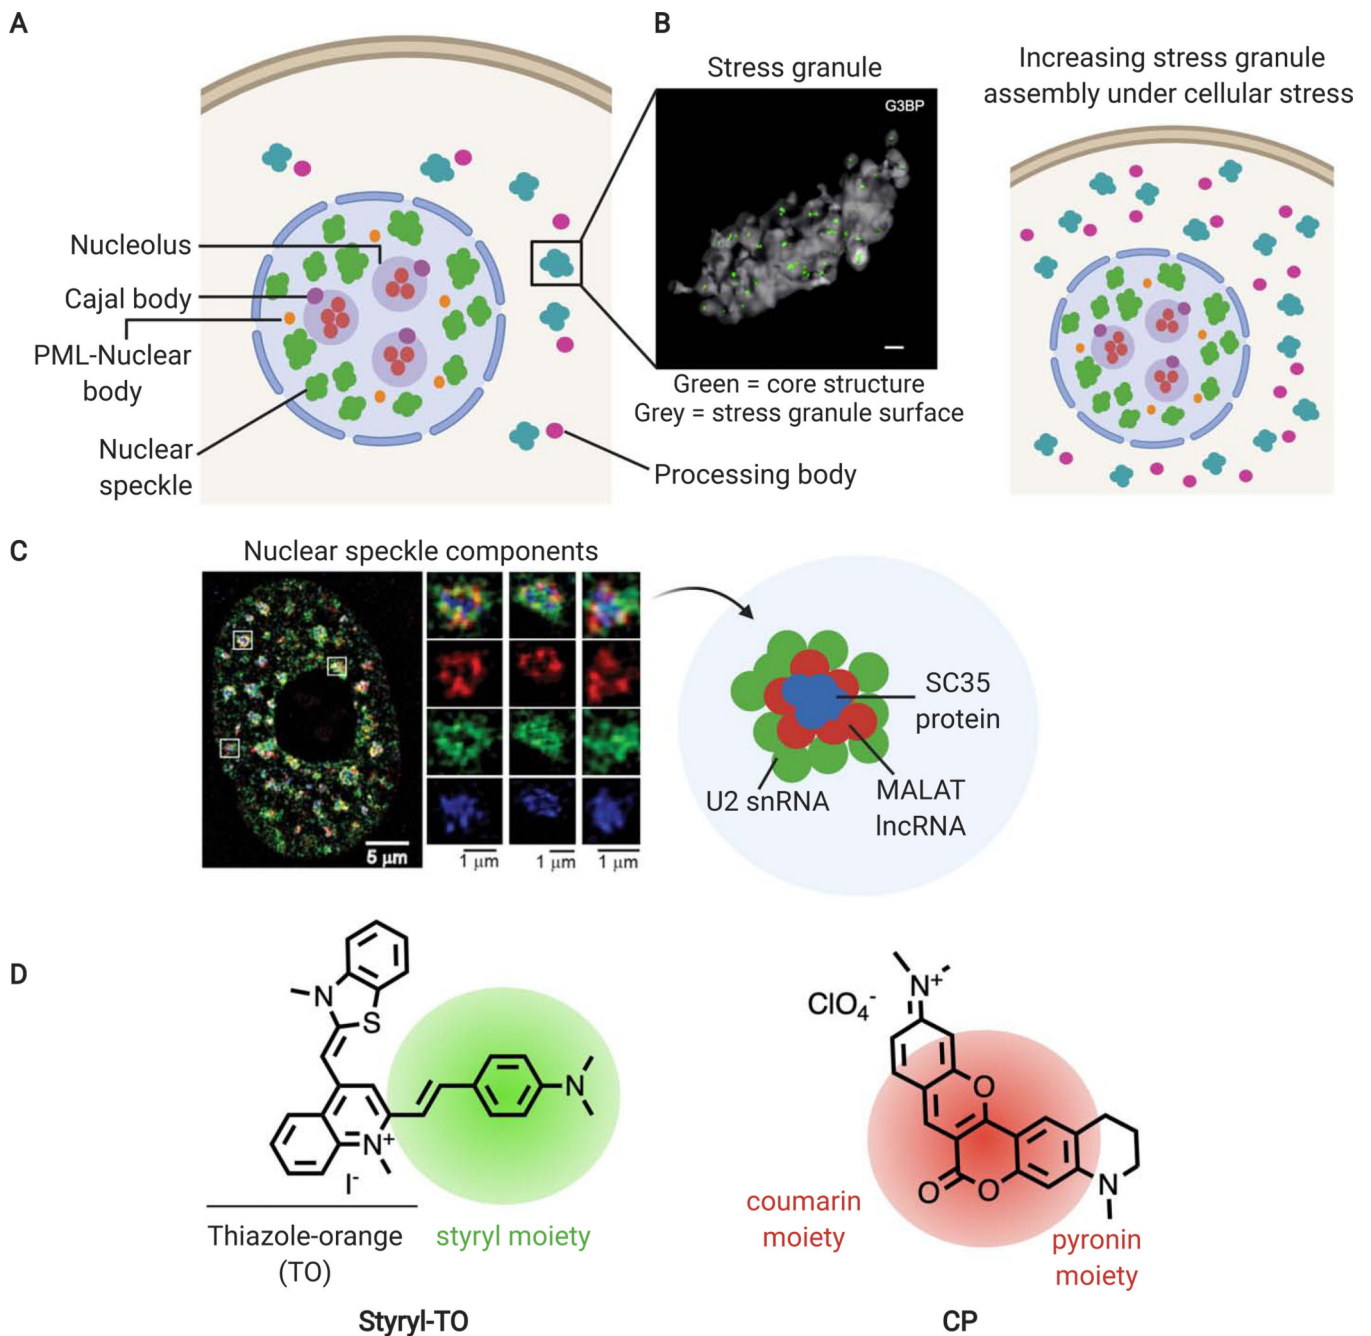 A
B
Stress granule
Increasing stress granule
assembly under cellular stress
G3BP
Nucleolus
Cajal body
PML-Nuclear
body
Nuclear
speckle
Green = core structure
Grey = stress granule surface
Processing body
C
Nuclear speckle components
5 μm
1 μm
1 μm
1 μm
SC35
protein
U2 snRNA
MALAT
lncRNA
D
N
S
N
N+
I-
Thiazole-orange
(TO)
styryl moiety
Styryl-TO
ClO4-
N+
O
O
O
N
coumarin
moiety
pyronin
moiety
CP